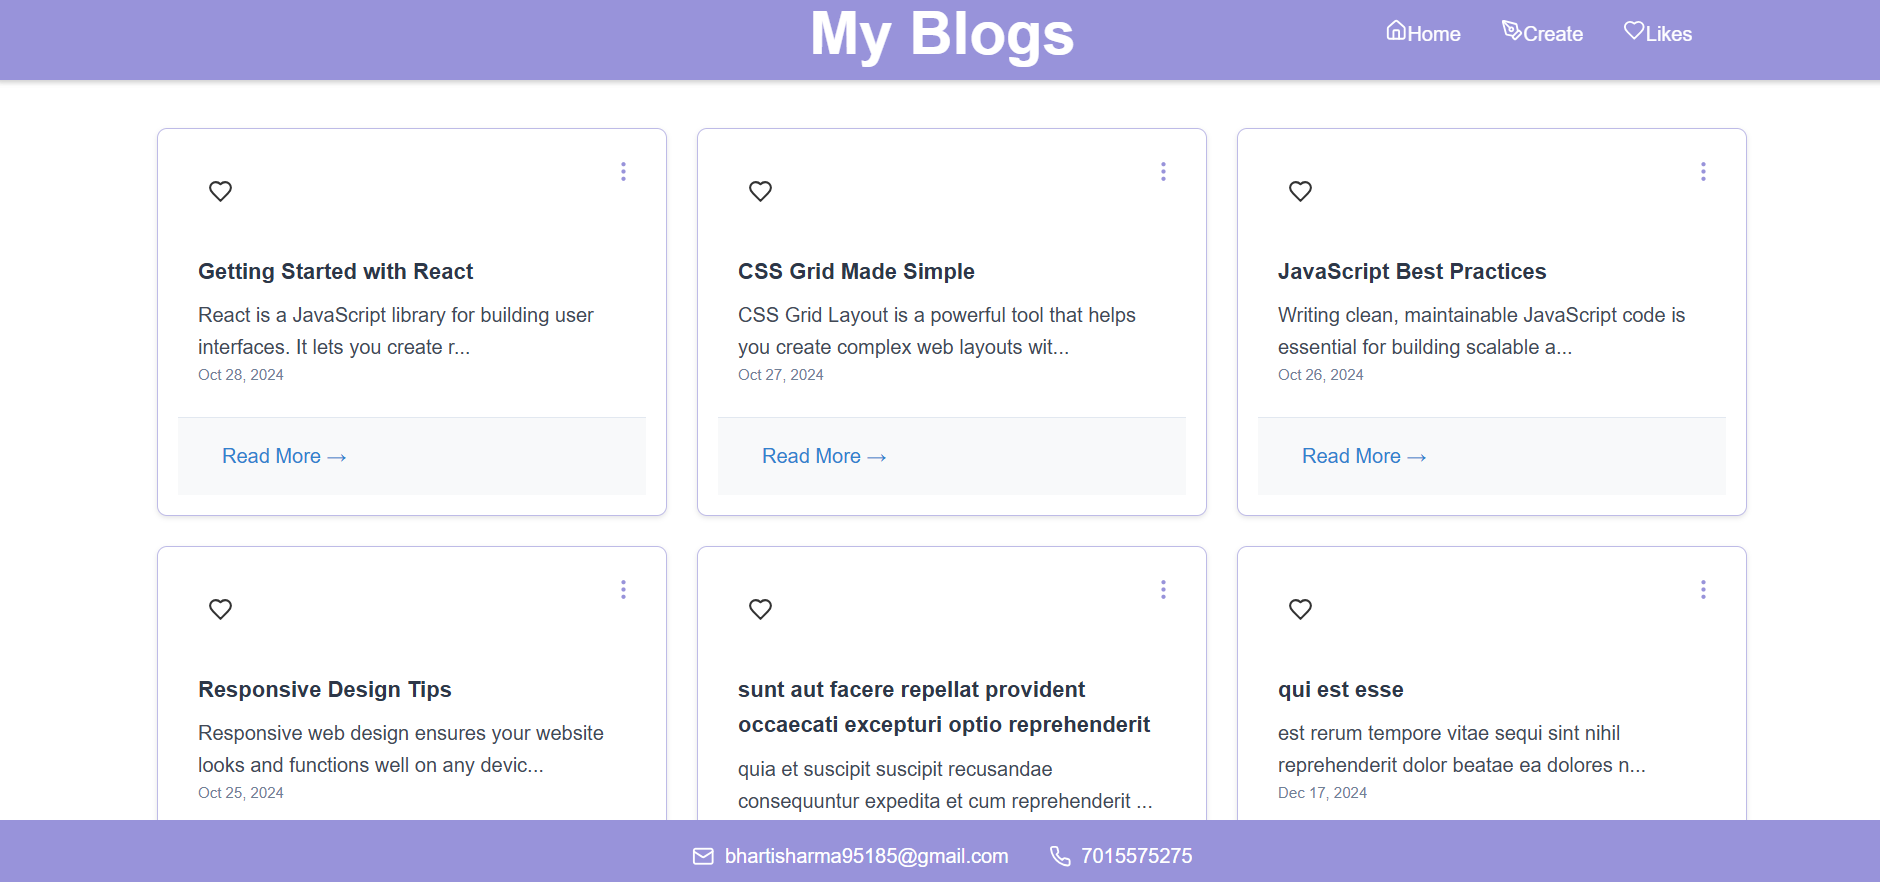 My Blogs
Home
Create
Likes
Getting Started with React
React is a JavaScript library for building user
interfaces. It lets you create r...
Oct 28, 2024
Read More →
CSS Grid Made Simple
CSS Grid Layout is a powerful tool that helps
you create complex web layouts wit...
Oct 27, 2024
Read More →
JavaScript Best Practices
Writing clean, maintainable JavaScript code is
essential for building scalable a...
Oct 26, 2024
Read More →
Responsive Design Tips
Responsive web design ensures your website
looks and functions well on any devic...
Oct 25, 2024
sunt aut facere repellat provident
occaecati excepturi optio reprehenderit
quia et suscipit suscipit recusandae
consequuntur expedita et cum reprehenderit ...
qui est esse
est rerum tempore vitae sequi sint nihil
reprehenderit dolor beatae ea dolores n...
Dec 17, 2024
bhartisharma95185@gmail.com
7015575275